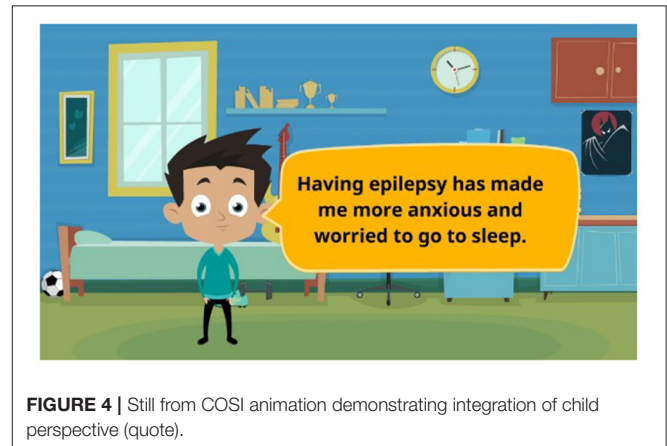 Having epilepsy has made
me more anxious and
worried to go to sleep.
FIGURE 4 | Still from COSI animation demonstrating integration of child
perspective (quote).